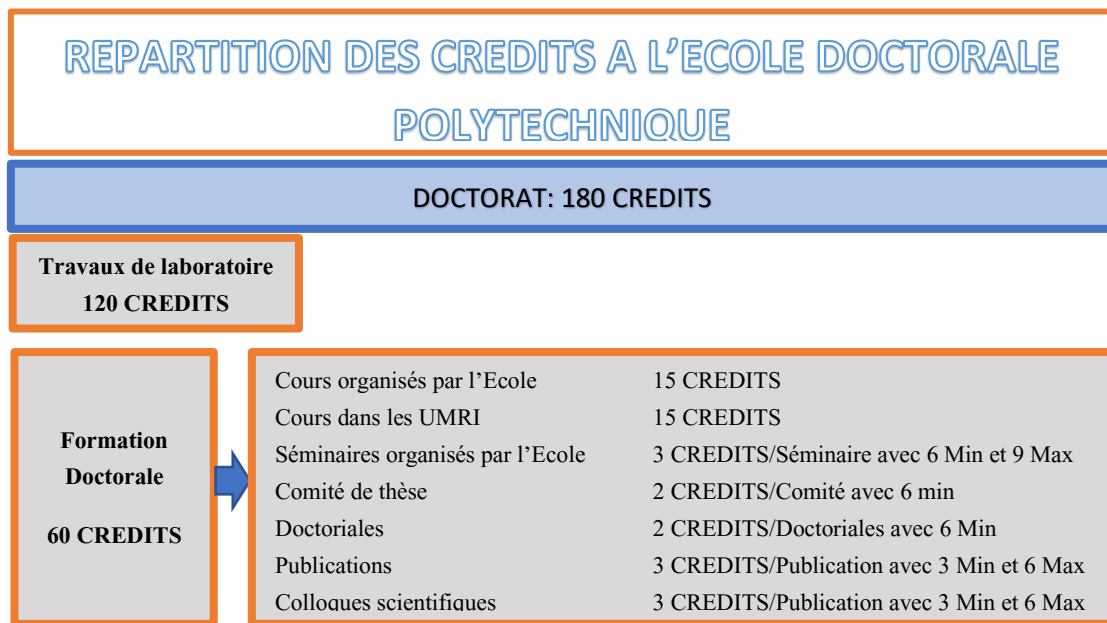 REPARTITION DES CREDITS A L’ECOLE DOCTORALE
POLYTECHNIQUE
DOCTORAT: 180 CREDITS
Travaux de laboratoire
120 CREDITS
Formation
Doctorale
60 CREDITS
Cours organisés par l’Ecole 15 CREDITS
Cours dans les UMRI 15 CREDITS
Séminaires organisés par l’Ecole 3 CREDITS/Séminaire avec 6 Min et 9 Max
Comité de thèse 2 CREDITS/Comité avec 6 min
Doctoriales 2 CREDITS/Doctoriales avec 6 Min
Publications 3 CREDITS/Publication avec 3 Min et 6 Max
Colloques scientifiques 3 CREDITS/Publication avec 3 Min et 6 Max